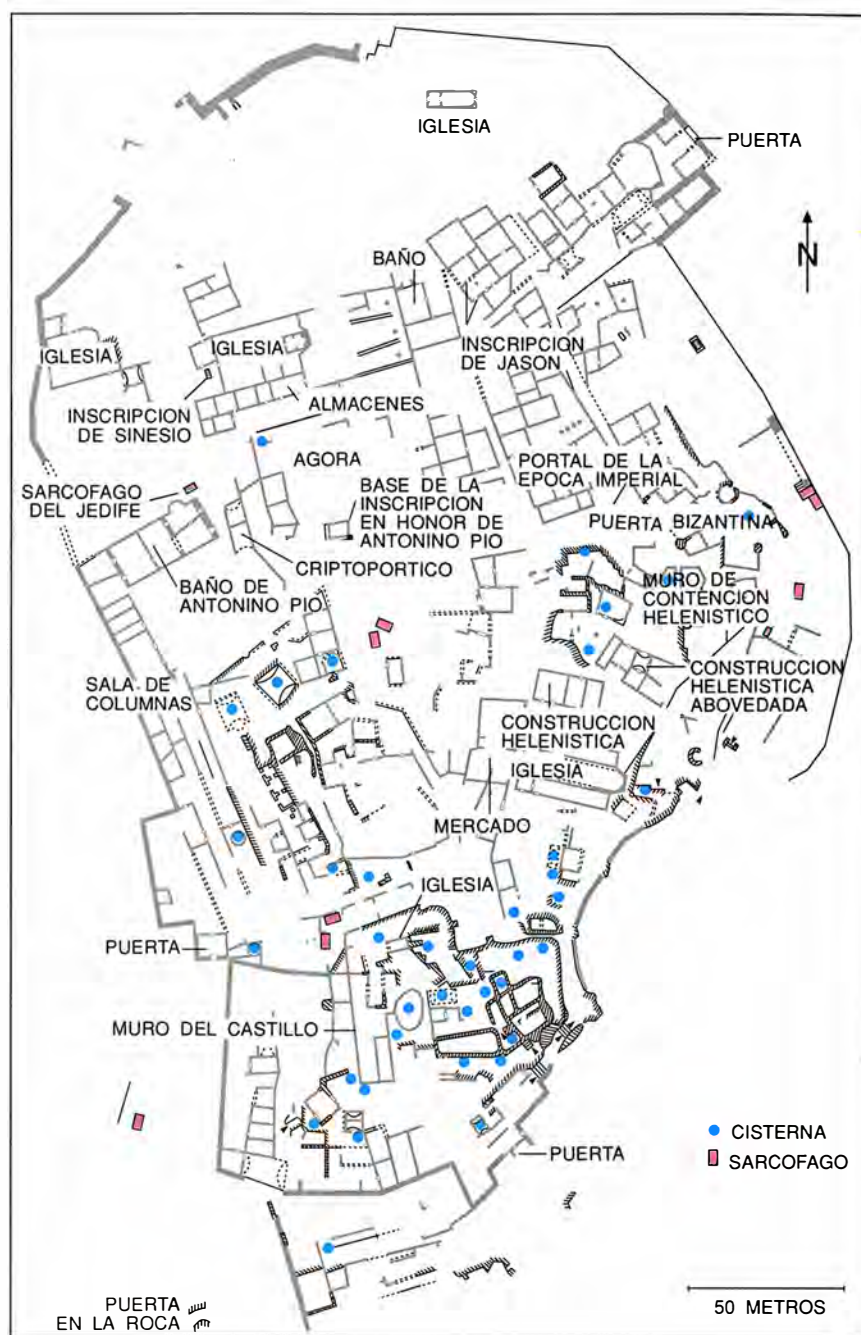 IGLESIA
PUERTA
N
BAÑO
IGLESIA
IGLESIA
INSCRIPCION
DE JASON
INSCRIPCION
DE SINESIO
ALMACENES
AGORA
PORTAL DE LA
EPOCA IMPERIAL
SARCOFAGO
DEL JEDIFE
BASE DE LA
INSCRIPCION
EN HONOR DE
ANTONINO PIO
PUERTA BIZANTINA
CRIPTOPORTICO
BAÑO DE
ANTONINO PIO
MURO DE
CONTENCION
HELENISTICO
SALA DE
COLUMNAS
CONSTRUCCION
HELENISTICA
ABOVEDADA
CONSTRUCCION
HELENISTICA
IGLESIA
MERCADO
IGLESIA
PUERTA
MURO DEL CASTILLO
CISTERNA
SARCOFAGO
PUERTA
PUERTA
EN LA ROCA
50 METROS